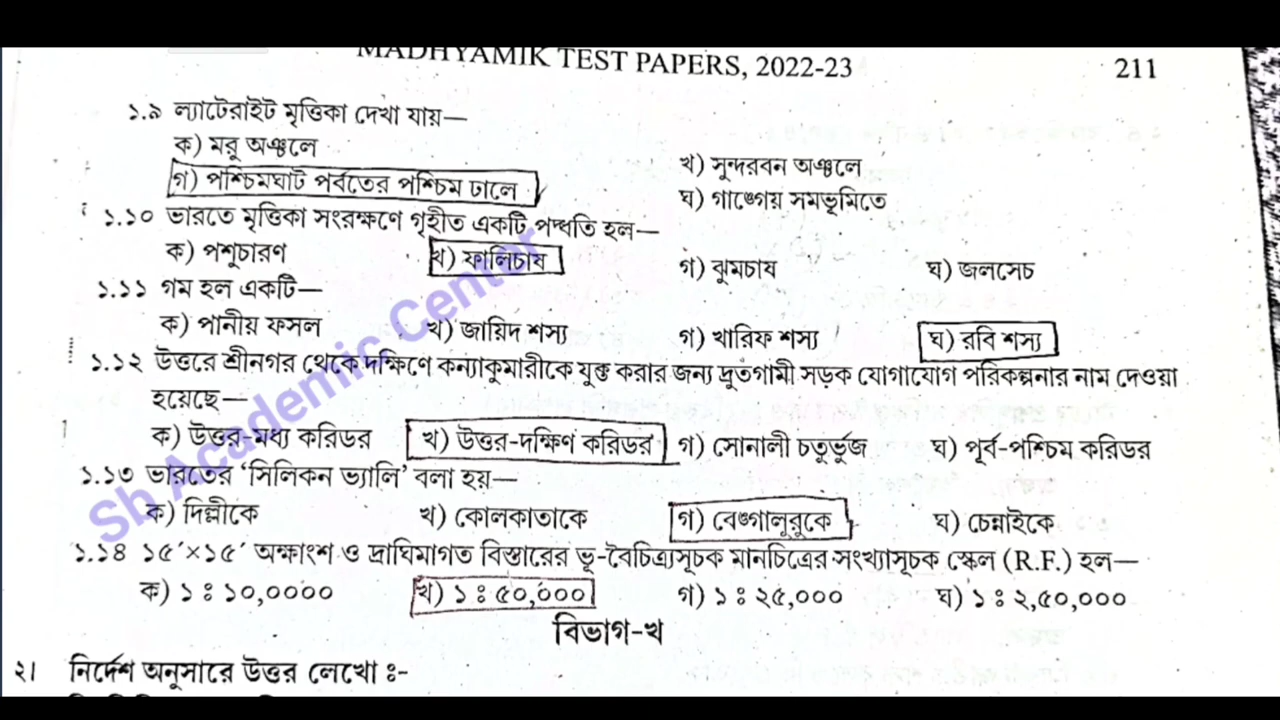 MADHYAMIK TEST PAPERS, 2022-23 211
১.৯ ল্যাটেরাইট মৃত্তিকা দেখা যায়—
ক) মরু অঞ্চলে
খ) সুন্দরবন অঞ্চলে
গ) পশ্চিমঘাট পর্বতের পশ্চিম ঢালে
ঘ) গাঙ্গেয় সমভূমিতে
১.১০ ভারতে মৃত্তিকা সংরক্ষণে গৃহীত একটি পদ্ধতি হল—
ক) পশুচারণ খ) ফালিচাষ গ) ঝুমচাষ ঘ) জলসেচ
১.১১ গম হল একটি—
ক) পানীয় ফসল খ) জায়িদ শস্য গ) খারিফ শস্য ঘ) রবি শস্য
১.১২ উত্তরে শ্রীনগর থেকে দক্ষিণে কন্যাকুমারীকে যুক্ত করার জন্য দ্রুতগামী সড়ক যোগাযোগ পরিকল্পনার নাম দেওয়া
হয়েছে—
ক) উত্তর-মধ্য করিডর খ) উত্তর-দক্ষিণ করিডর গ) সোনালী চতুর্ভুজ ঘ) পূর্ব-পশ্চিম করিডর
১.১৩ ভারতের ‘সিলিকন ভ্যালি’ বলা হয়—
ক) দিল্লীকে খ) কোলকাতাকে গ) বেঙ্গালুরুকে ঘ) চেন্নাইকে
১.১৪ ১৫´×১৫´ অক্ষাংশ ও দ্রাঘিমাগত বিস্তারের ভূ-বৈচিত্র্যসূচক মানচিত্রের সংখ্যাসূচক স্কেল (R.F.) হল—
ক) ১ ঃ ১০,০০০০ খ) ১ ঃ ৫০,০০০ গ) ১ ঃ ২৫,০০০ ঘ) ১ ঃ ২,৫০,০০০
বিভাগ-খ
২। নির্দেশ অনুসারে উত্তর লেখো ঃ-
Sb Academic Center